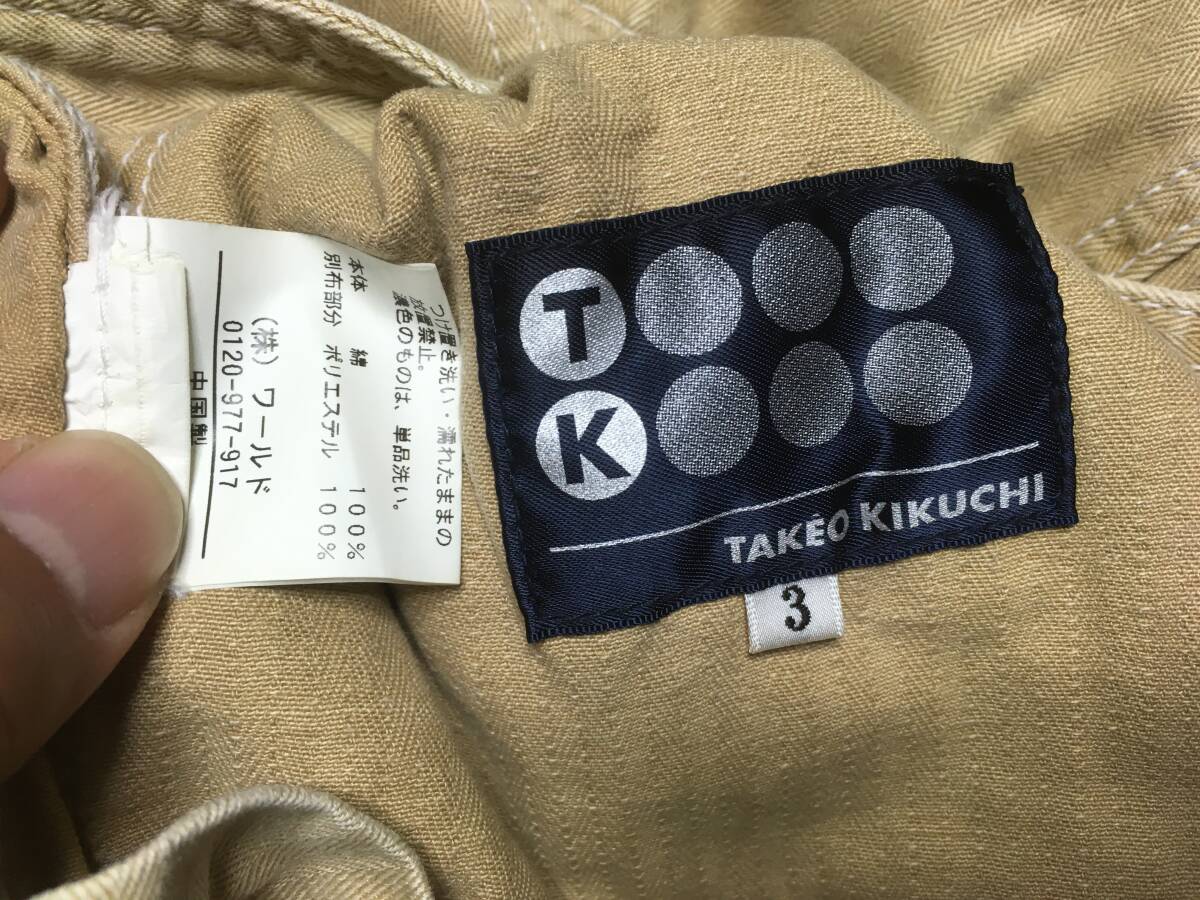 つけ置き洗い・濡れたままの
放置禁止。
濃色のものは、単品洗い。
本体 綿 100%
別布部分 ポリエステル 100%
(株)ワールド
0120-977-917
中国製
T
K
TAKEO KIKUCHI
3